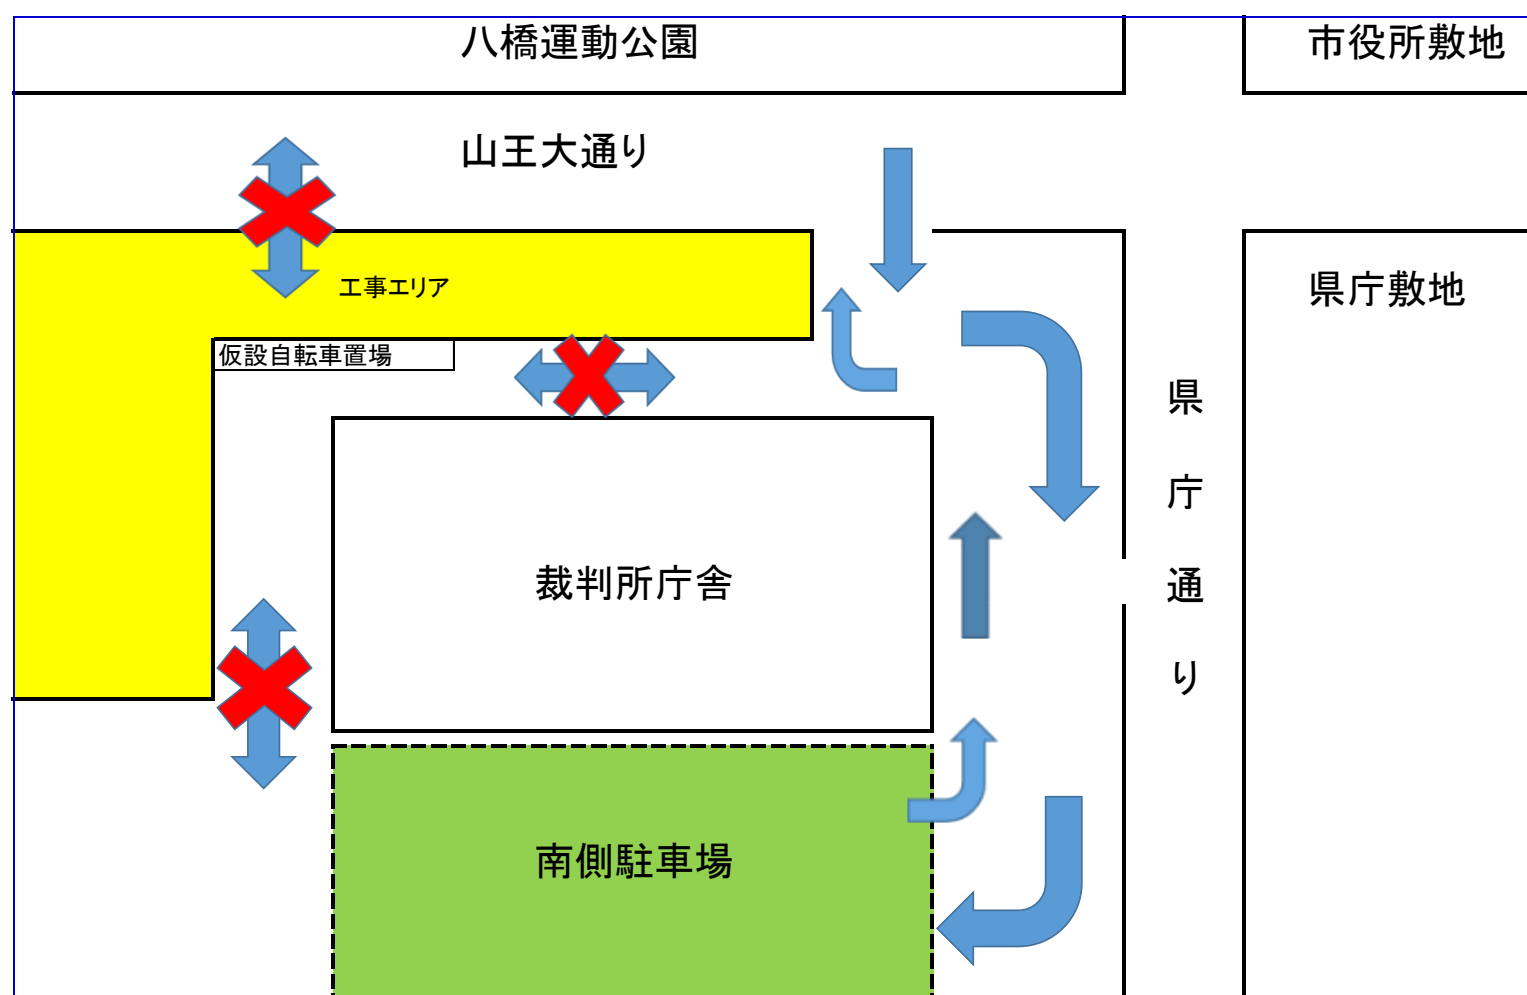 八橋運動公園
市役所敷地
山王大通り
工事エリア
県庁敷地
仮設自転車置場
県庁通り
裁判所庁舎
南側駐車場